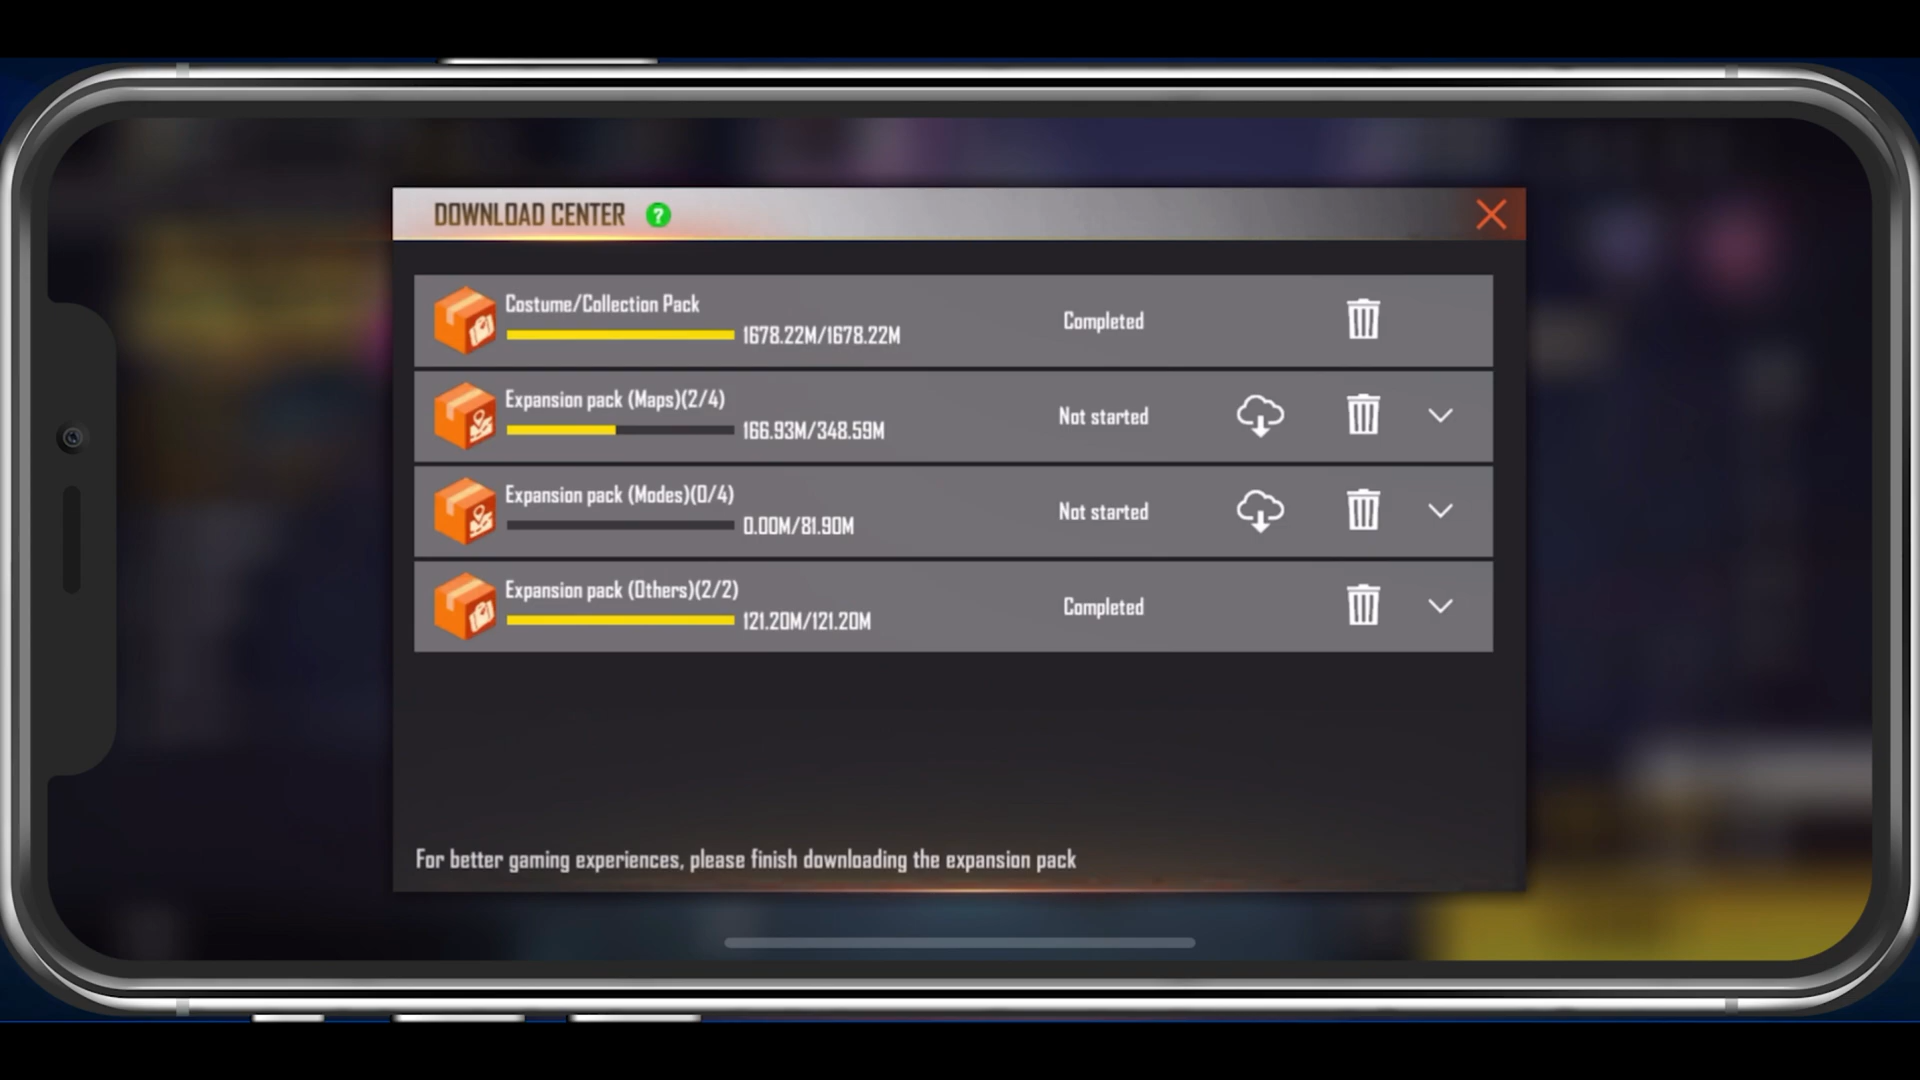 DOWNLOAD CENTER ?
Costume/Collection Pack
1678.22M/1678.22M
Completed
Expansion pack (Maps)(2/4)
166.93M/348.59M
Not started
Expansion pack (Modes)(0/4)
0.00M/81.90M
Not started
Expansion pack (Others)(2/2)
121.20M/121.20M
Completed
For better gaming experiences, please finish downloading the expansion pack